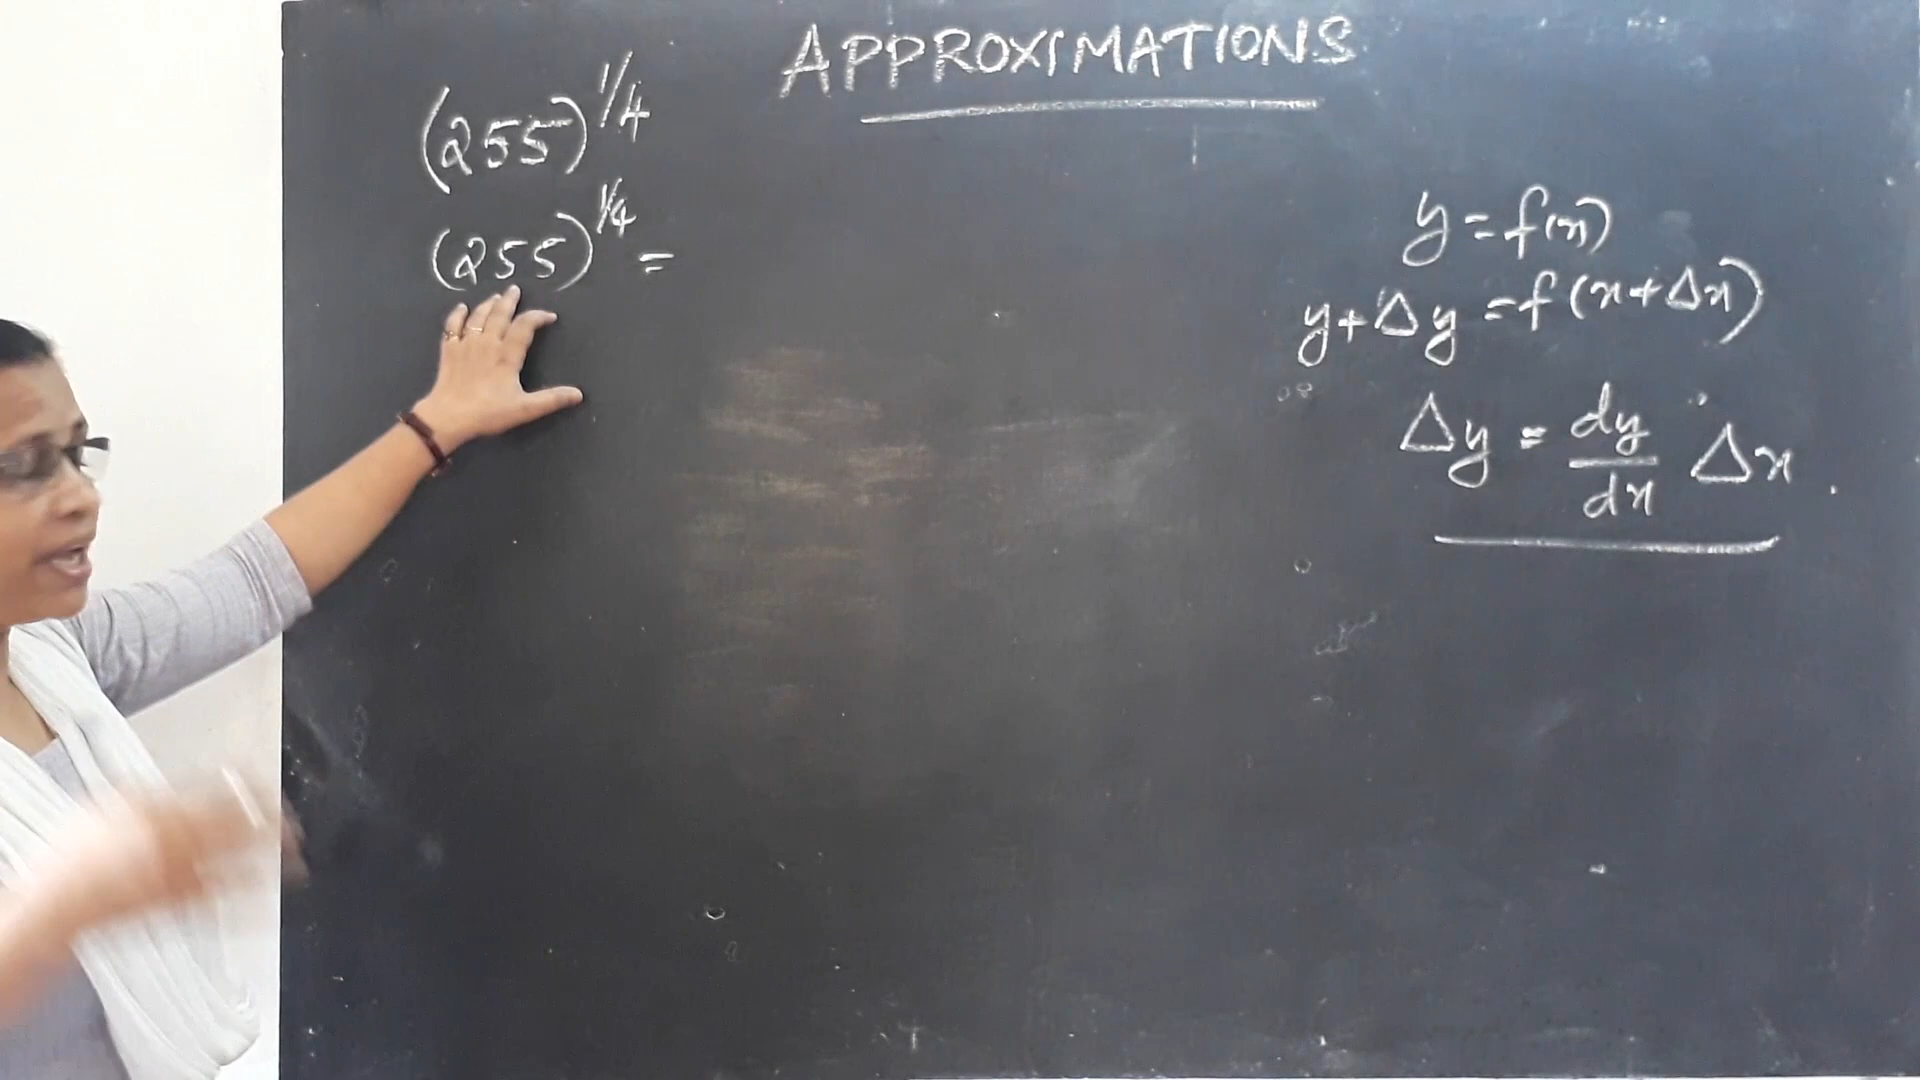 APPROXIMATIONS
(255)^1/4
(255)^1/4 =
y = f(x)
y+Δy = f(x+Δx)
Δy = dy/dx Δx.